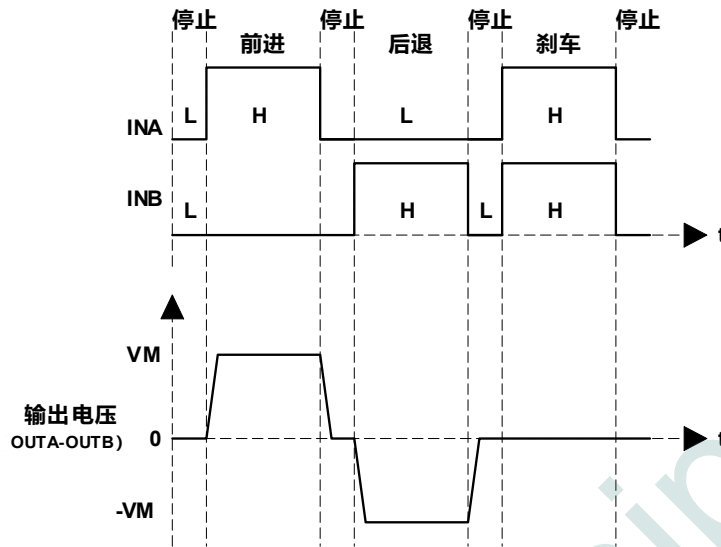 停止 停止 停止 停止
前进 后退 刹车
INA L H L H
INB L H L H
t
VM
输出电压
OUTA-OUTB) 0 t
-VM